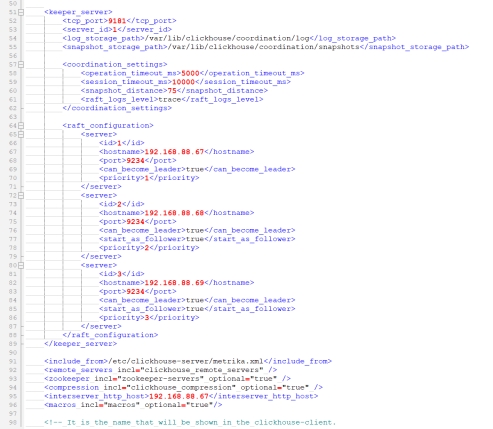 50
51 <keeper_server>
52 <tcp_port>9181</tcp_port>
53 <server_id>1</server_id>
54 <log_storage_path>/var/lib/clickhouse/coordination/log</log_storage_path>
55 <snapshot_storage_path>/var/lib/clickhouse/coordination/snapshots</snapshot_storage_path>
56
57 <coordination_settings>
58 <operation_timeout_ms>5000</operation_timeout_ms>
59 <session_timeout_ms>10000</session_timeout_ms>
60 <snapshot_distance>75</snapshot_distance>
61 <raft_logs_level>trace</raft_logs_level>
62 </coordination_settings>
63
64 <raft_configuration>
65 <server>
66 <id>1</id>
67 <hostname>192.168.88.67</hostname>
68 <port>9234</port>
69 <can_become_leader>true</can_become_leader>
70 <priority>1</priority>
71 </server>
72 <server>
73 <id>2</id>
74 <hostname>192.168.88.68</hostname>
75 <port>9234</port>
76 <can_become_leader>true</can_become_leader>
77 <start_as_follower>true</start_as_follower>
78 <priority>2</priority>
79 </server>
80 <server>
81 <id>3</id>
82 <hostname>192.168.88.69</hostname>
83 <port>9234</port>
84 <can_become_leader>true</can_become_leader>
85 <start_as_follower>true</start_as_follower>
86 <priority>3</priority>
87 </server>
88 </raft_configuration>
89 </keeper_server>
90
91 <include_from>/etc/clickhouse-server/metrika.xml</include_from>
92 <remote_servers incl="clickhouse_remote_servers" />
93 <zookeeper incl="zookeeper-servers" optional="true" />
94 <compression incl="clickhouse_compression" optional="true" />
95 <interserver_http_host>192.168.88.67</interserver_http_host>
96 <macros incl="macros" optional="true"/>
97
98 <!-- It is the name that will be shown in the clickhouse-client.